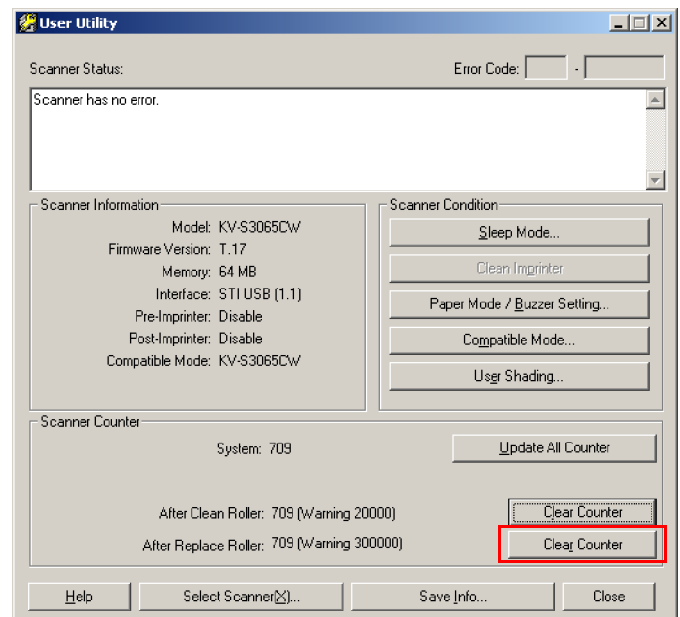 User Utility
Scanner Status:
Error Code:
-
Scanner has no error.
Scanner Information
Model: KV-S3065CW
Firmware Version: T.17
Memory: 64 MB
Interface: STI USB (1.1)
Pre-Imprinter: Disable
Post-Imprinter: Disable
Compatible Mode: KV-S3065CW
Scanner Condition
Sleep Mode...
Clean Imprinter
Paper Mode / Buzzer Setting...
Compatible Mode...
User Shading...
Scanner Counter
System: 709
Update All Counter
After Clean Roller: 709 (Warning 20000)
Clear Counter
After Replace Roller: 709 (Warning 300000)
Clear Counter
Help
Select Scanner(X)...
Save Info...
Close